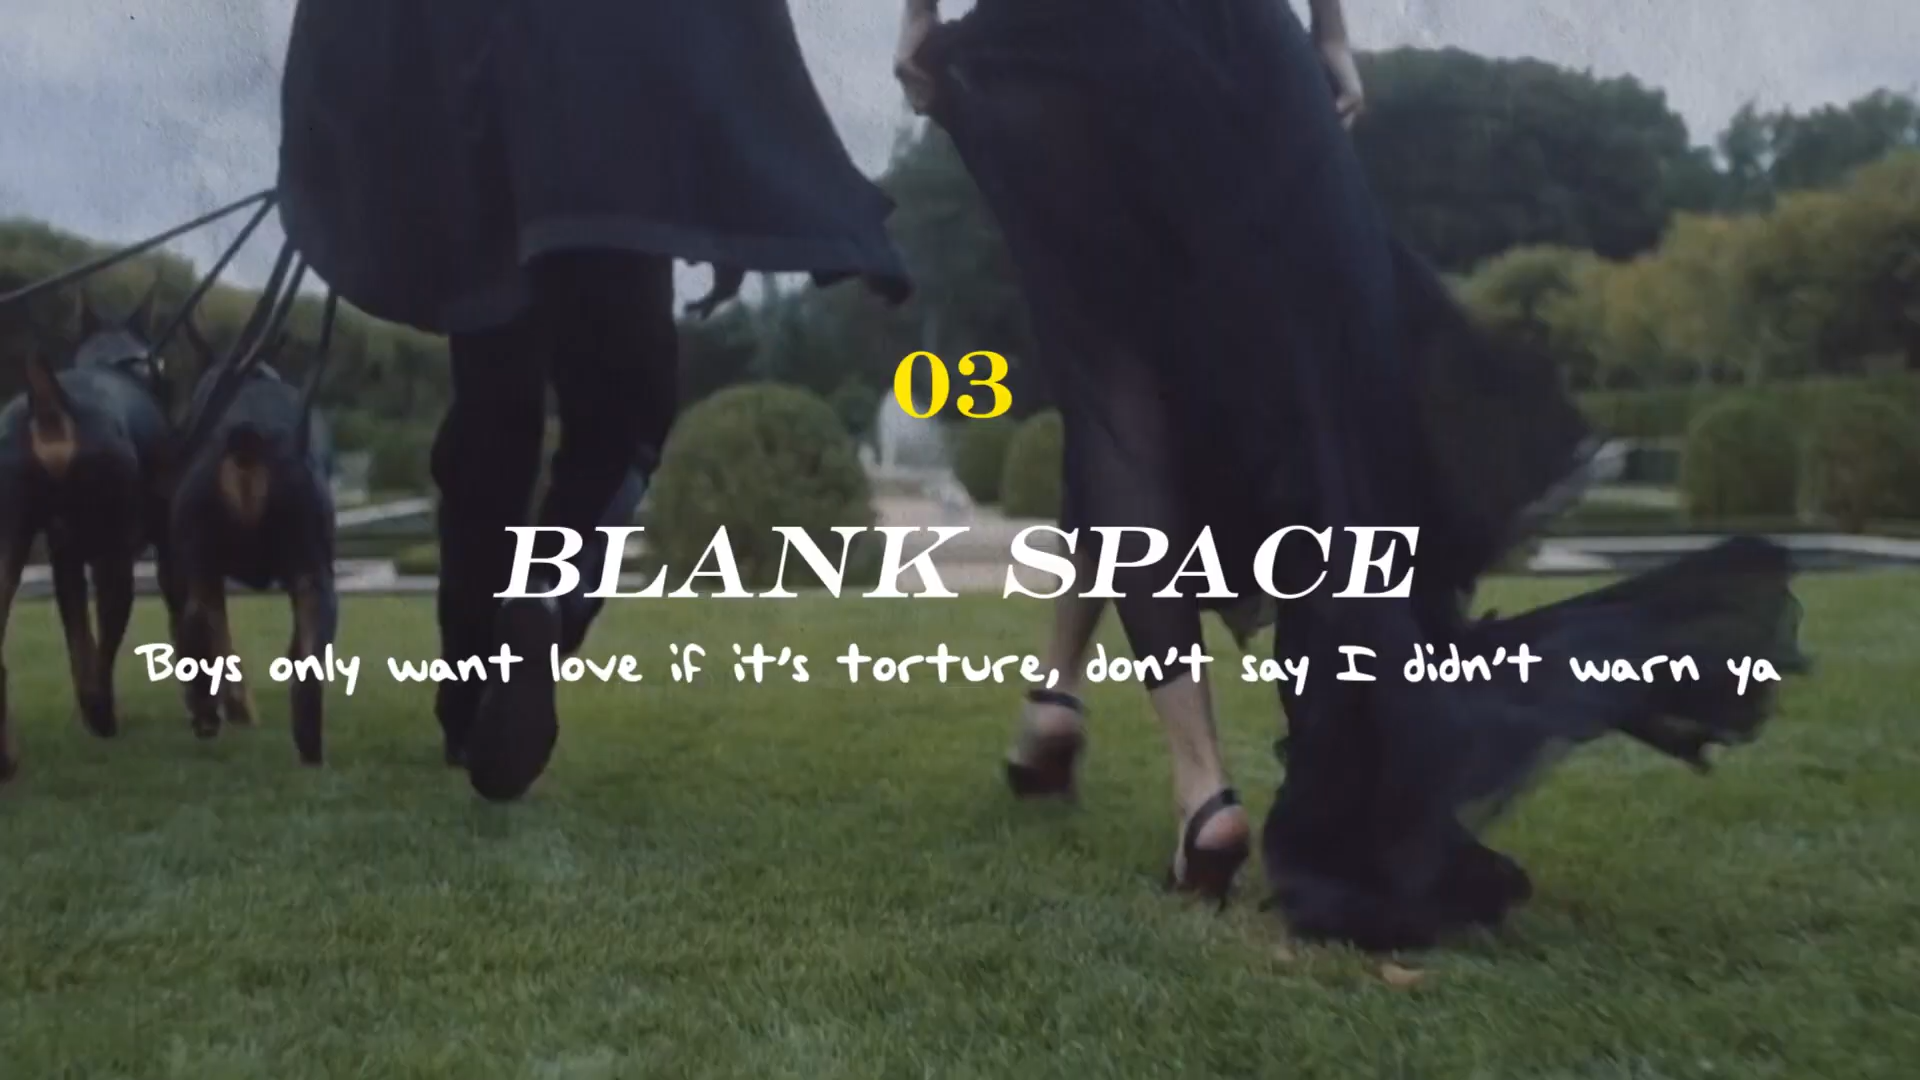 03
BLANK SPACE
Boys only want love if it's torture, don't say I didn't warn ya